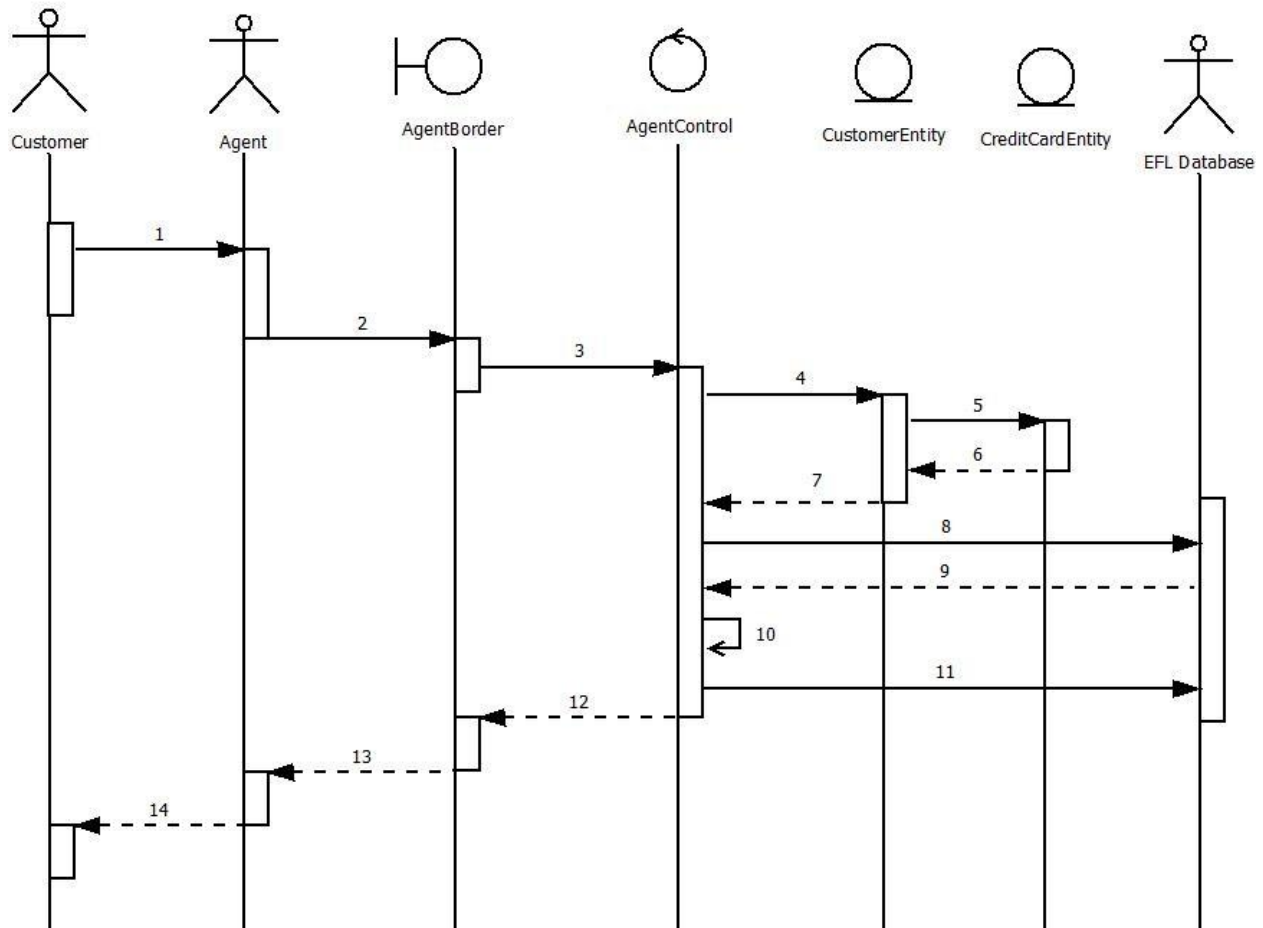 Customer
Agent
AgentBorder
AgentControl
CustomerEntity
CreditCardEntity
EFL Database
1
2
3
4
5
6
7
8
9
10
11
12
13
14